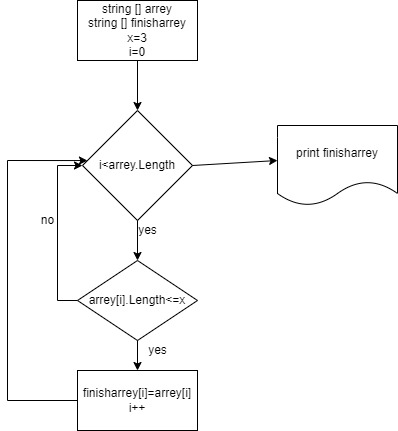 string [] arrey
string [] finisharrey
x=3
i=0
i<arrey.Length
print finisharrey
no
yes
arrey[i].Length<=x
yes
finisharrey[i]=arrey[i]
i++